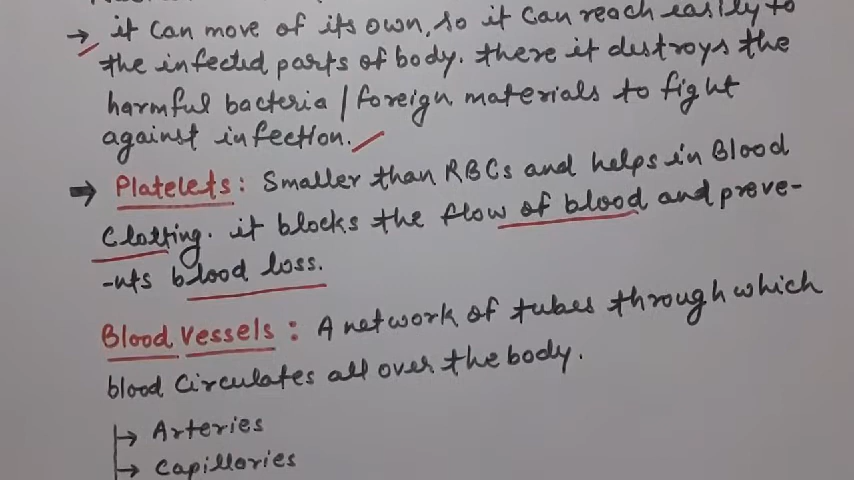 → it can move of its own, so it can reach easily to
the infected parts of body. there it destroys the
harmful bacteria / foreign materials to fight
against infection.
→ Platelets: Smaller than RBCs and helps in Blood
Clotting. it blocks the flow of blood and preve-
-nts blood loss.
Blood vessels: A network of tubes through which
blood circulates all over the body.
→ Arteries
→ Capillories